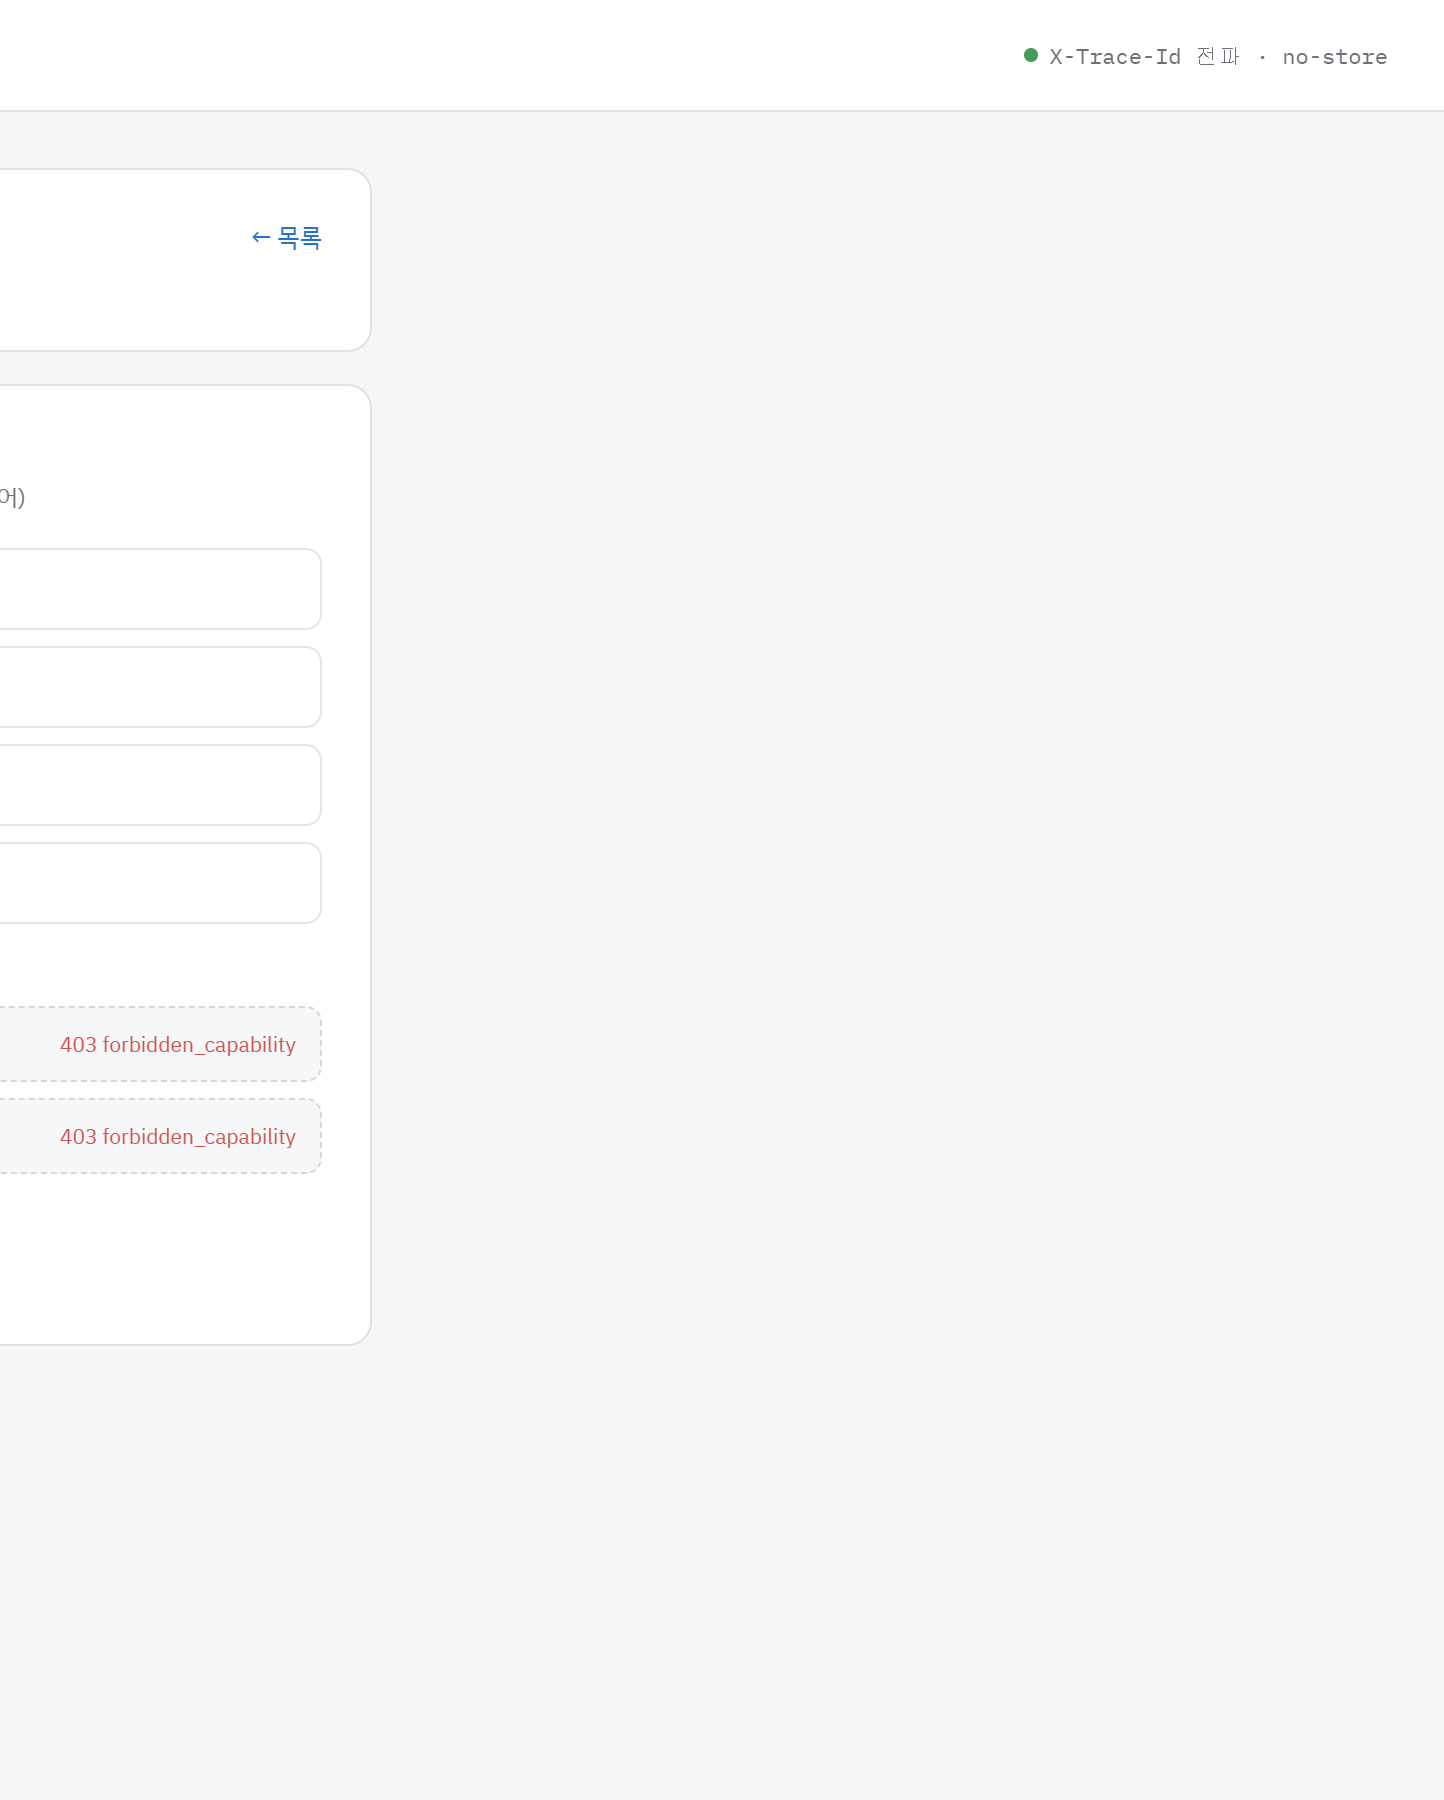 X-Trace-Id 전파 · no-store
← 목록
어)
403 forbidden_capability
403 forbidden_capability